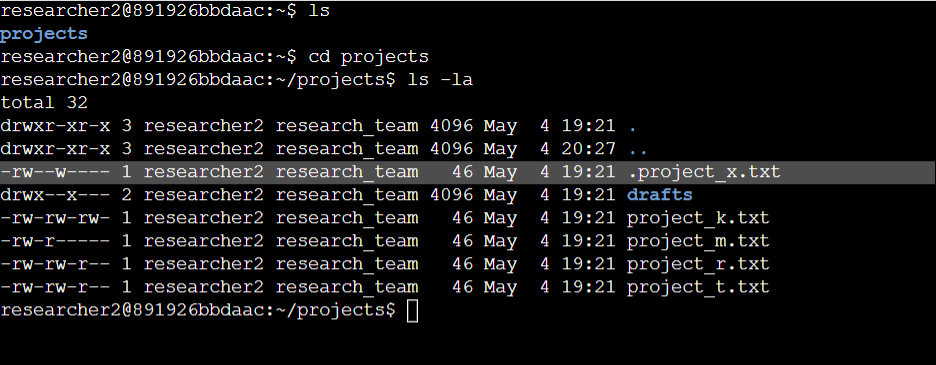 researcher2@891926bbdaac:~$ ls
projects
researcher2@891926bbdaac:~$ cd projects
researcher2@891926bbdaac:~/projects$ ls -la
total 32
drwxr-xr-x 3 researcher2 research_team 4096 May  4 19:21 .
drwxr-xr-x 3 researcher2 research_team 4096 May  4 20:27 ..
-rw--w---- 1 researcher2 research_team   46 May  4 19:21 .project_x.txt
drwx--x--- 2 researcher2 research_team 4096 May  4 19:21 drafts
-rw-rw-rw- 1 researcher2 research_team   46 May  4 19:21 project_k.txt
-rw-r----- 1 researcher2 research_team   46 May  4 19:21 project_m.txt
-rw-rw-r-- 1 researcher2 research_team   46 May  4 19:21 project_r.txt
-rw-rw-r-- 1 researcher2 research_team   46 May  4 19:21 project_t.txt
researcher2@891926bbdaac:~/projects$